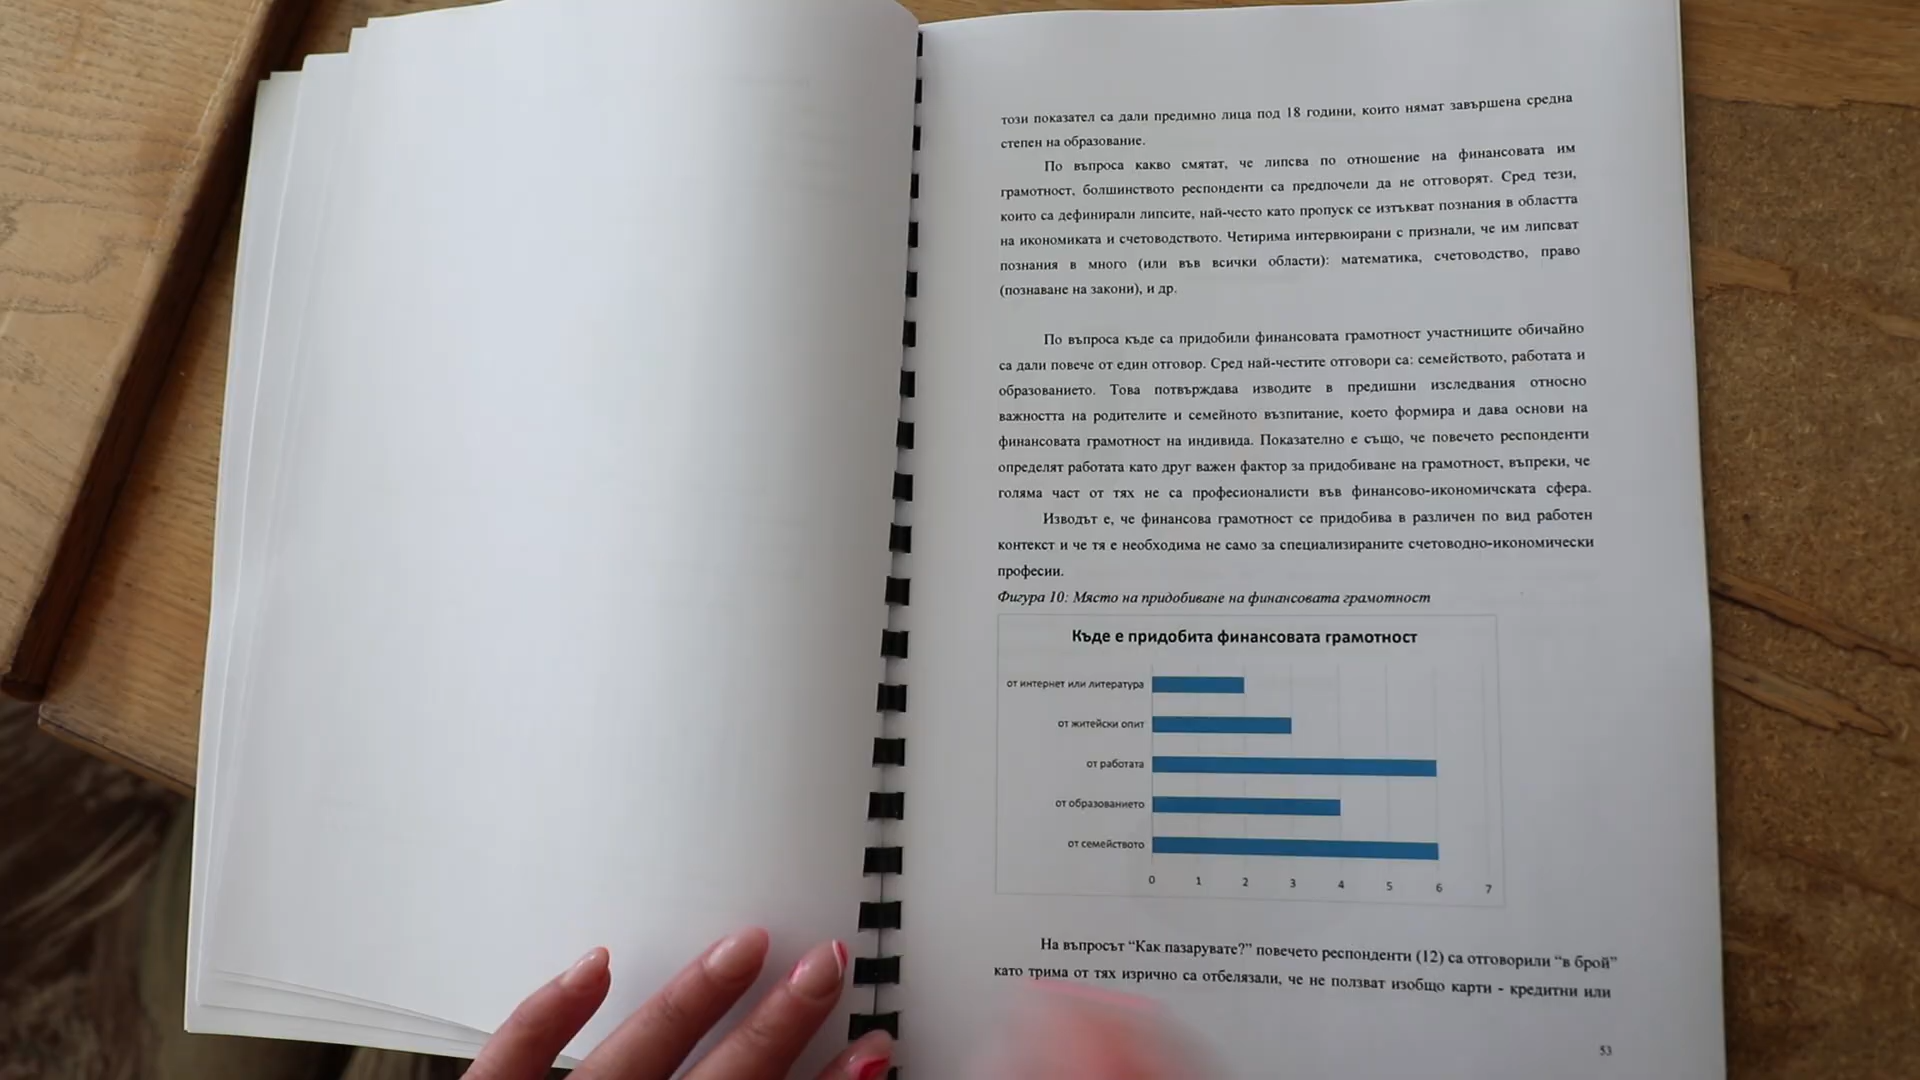 този показател са дали предимно лица под 18 години, които нямат завършена средна
степен на образование.
По въпроса какво смятат, че липсва по отношение на финансовата им
грамотност, болшинството респонденти са предпочели да не отговорят. Сред тези,
които са дефинирали липсите, най-често като пропуск се изтъкват познания в областта
на икономиката и счетоводството. Четирима интервюирани с признали, че им липсват
познания в много (или във всички области): математика, счетоводство, право
(познаване на закони), и др.
По въпроса къде са придобили финансовата грамотност участниците обичайно
са дали повече от един отговор. Сред най-честите отговори са: семейството, работата и
образованието. Това потвърждава изводите в предишни изследвания относно
важността на родителите и семейното възпитание, което формира и дава основи на
финансовата грамотност на индивида. Показателно е също, че повечето респонденти
определят работата като друг важен фактор за придобиване на грамотност, въпреки, че
голяма част от тях не са професионалисти във финансово-икономичската сфера.
Изводът е, че финансова грамотност се придобива в различен по вид работен
контекст и че тя е необходима не само за специализираните счетоводно-икономически
професии.
Фигура 10: Място на придобиване на финансовата грамотност
Къде е придобита финансовата грамотност
от интернет или литература
от житейски опит
от работата
от образованието
от семейството
0 1 2 3 4 5 6 7
На въпросът “Как пазарувате?” повечето респонденти (12) са отговорили “в брой”
като трима от тях изрично са отбелязали, че не ползват изобщо карти - кредитни или
53